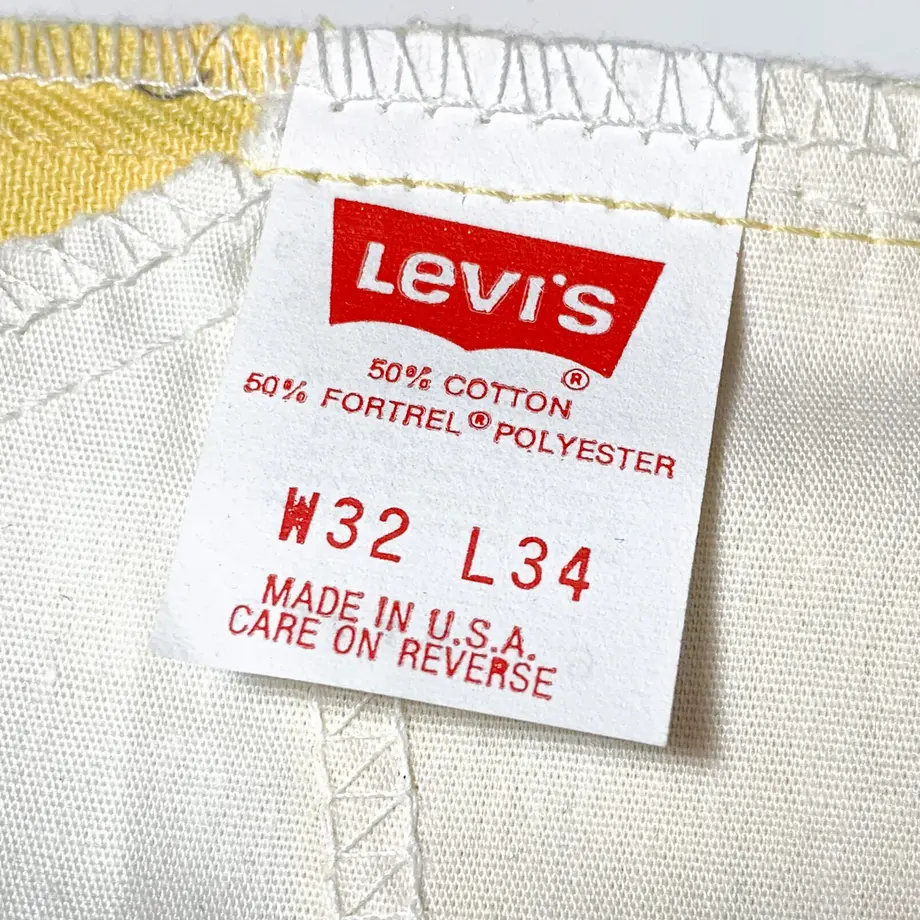 Levi's
®
50% COTTON
50% FORTREL® POLYESTER
W32 L34
MADE IN U.S.A.
CARE ON REVERSE